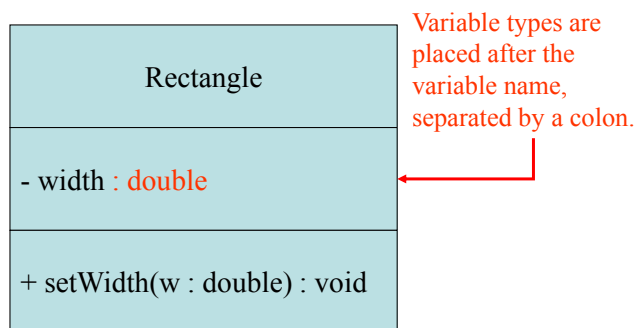 Rectangle
- width : double
+ setWidth(w : double) : void
Variable types are
placed after the
variable name,
separated by a colon.